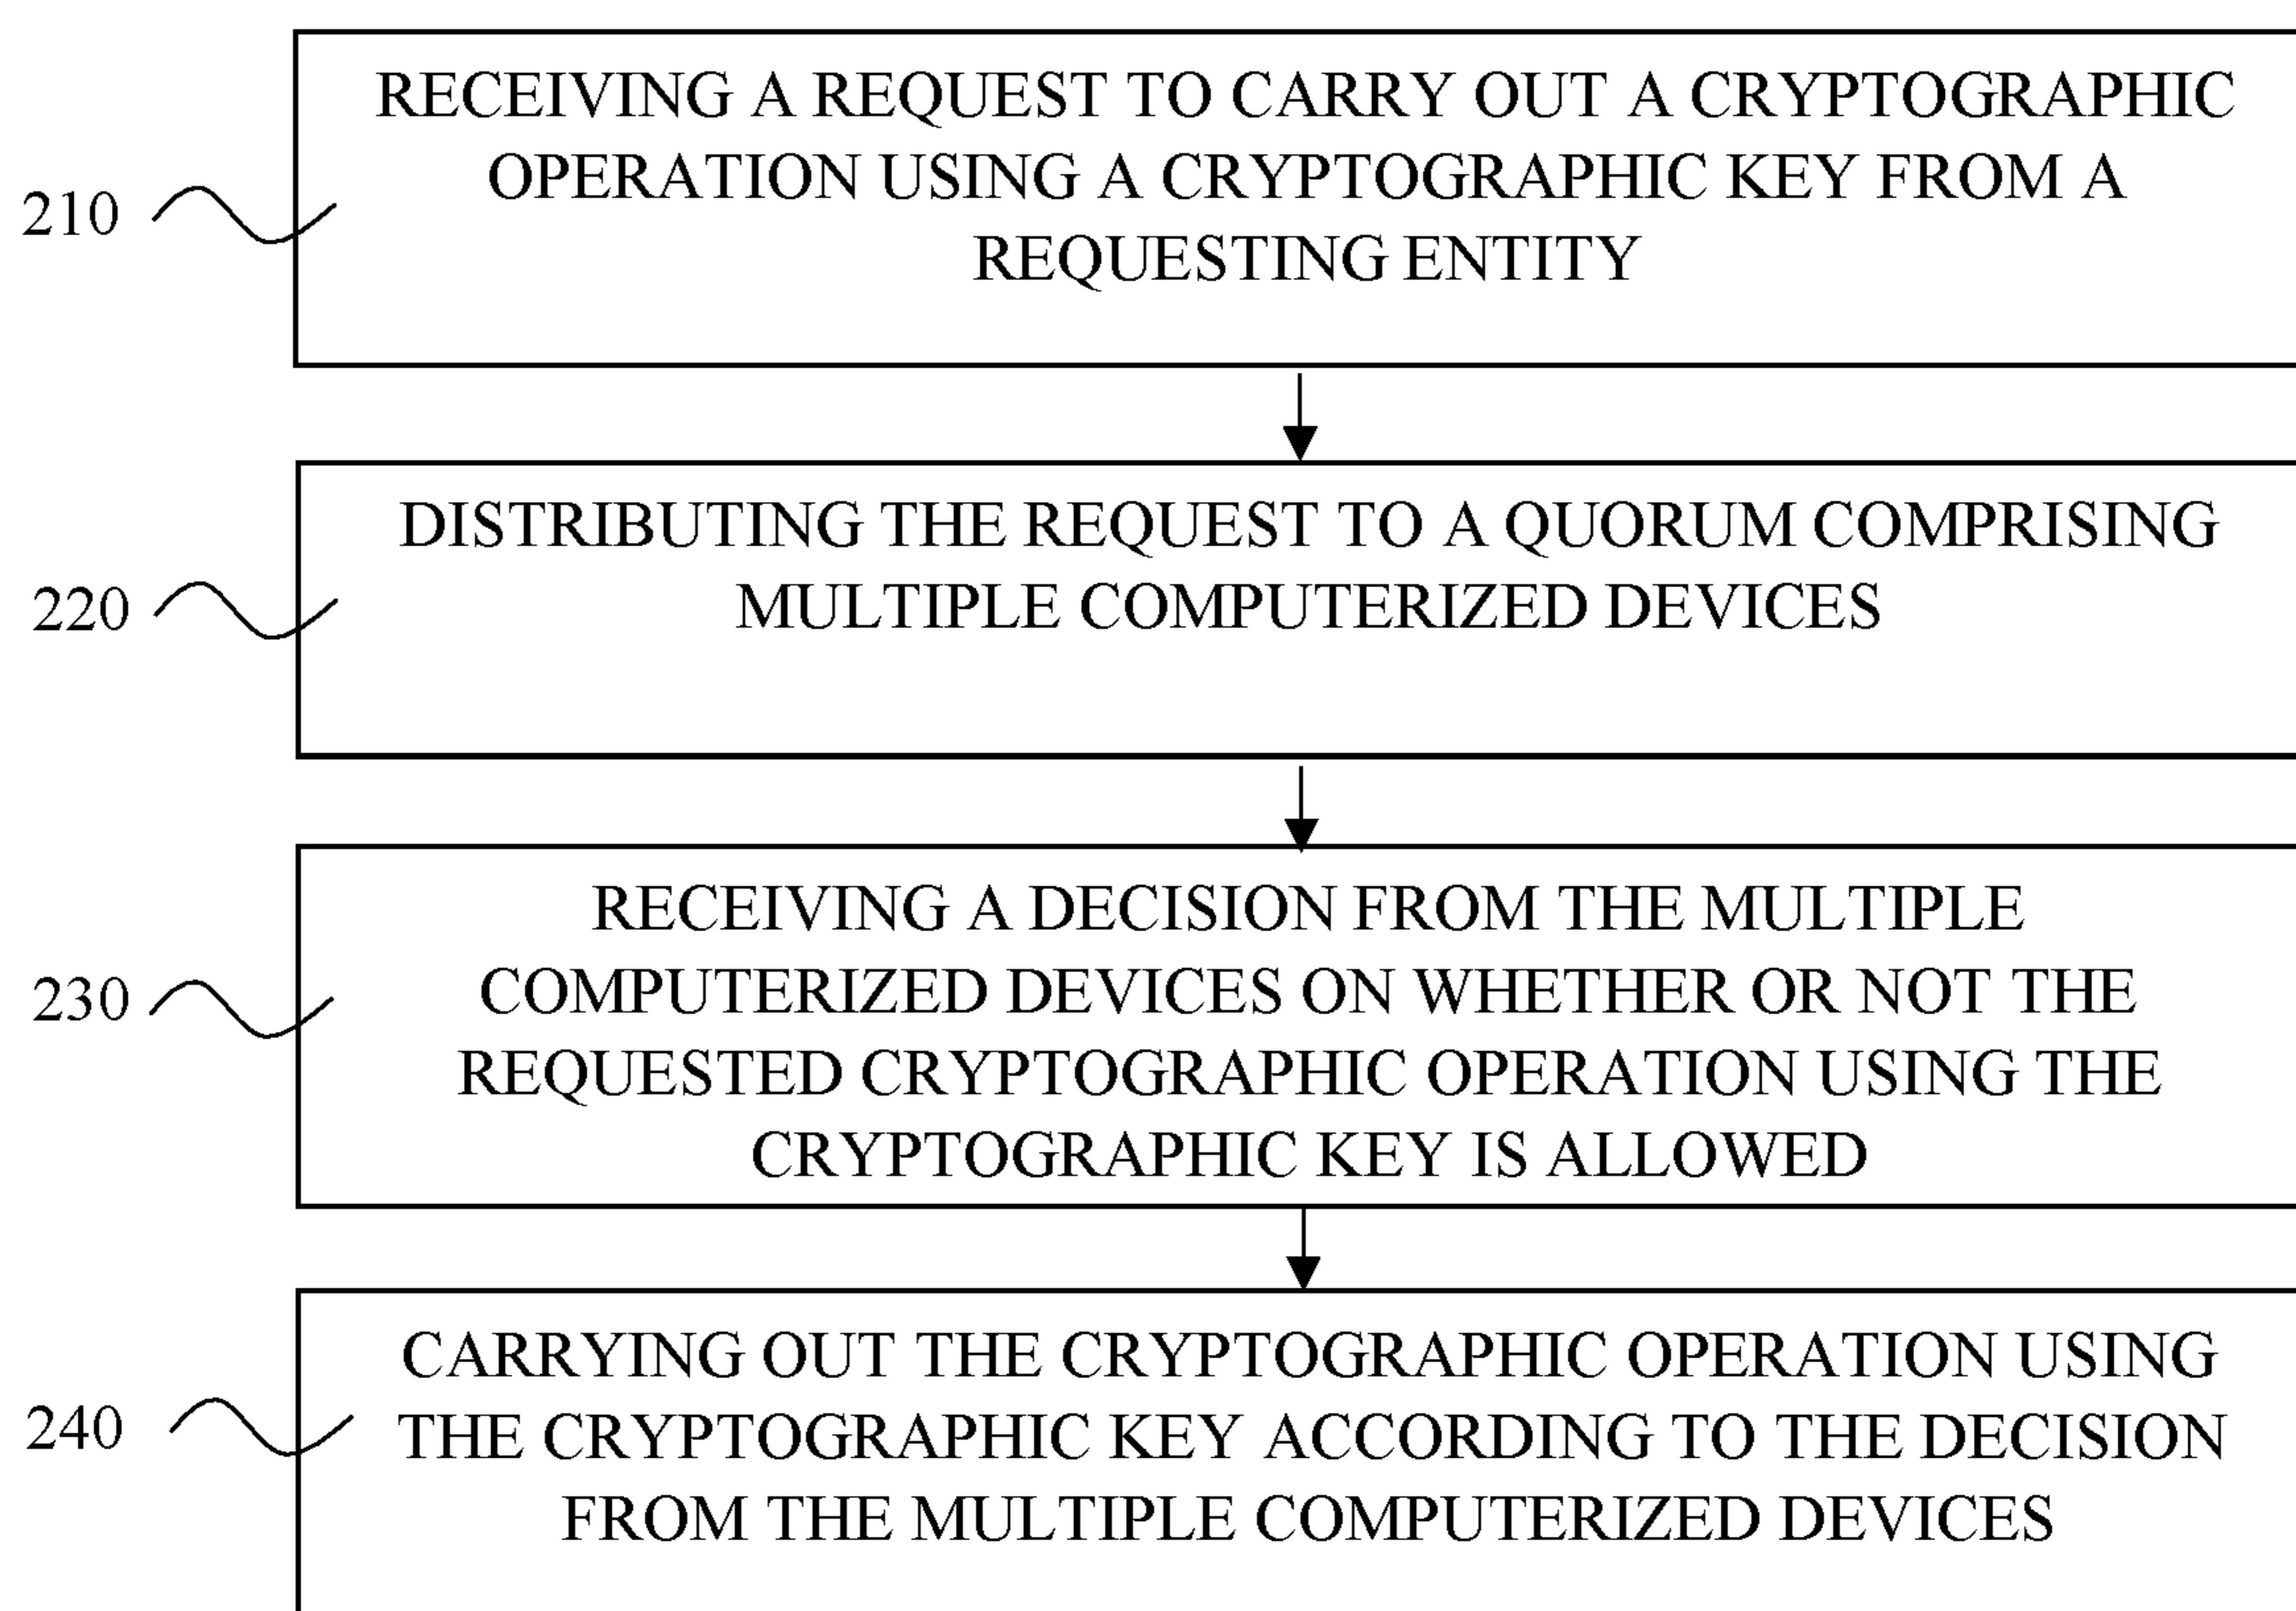 RECEIVING A REQUEST TO CARRY OUT A CRYPTOGRAPHIC
OPERATION USING A CRYPTOGRAPHIC KEY FROM A
REQUESTING ENTITY
210
DISTRIBUTING THE REQUEST TO A QUORUM COMPRISING
MULTIPLE COMPUTERIZED DEVICES
220
RECEIVING A DECISION FROM THE MULTIPLE
COMPUTERIZED DEVICES ON WHETHER OR NOT THE
REQUESTED CRYPTOGRAPHIC OPERATION USING THE
CRYPTOGRAPHIC KEY IS ALLOWED
230
CARRYING OUT THE CRYPTOGRAPHIC OPERATION USING
THE CRYPTOGRAPHIC KEY ACCORDING TO THE DECISION
FROM THE MULTIPLE COMPUTERIZED DEVICES
240